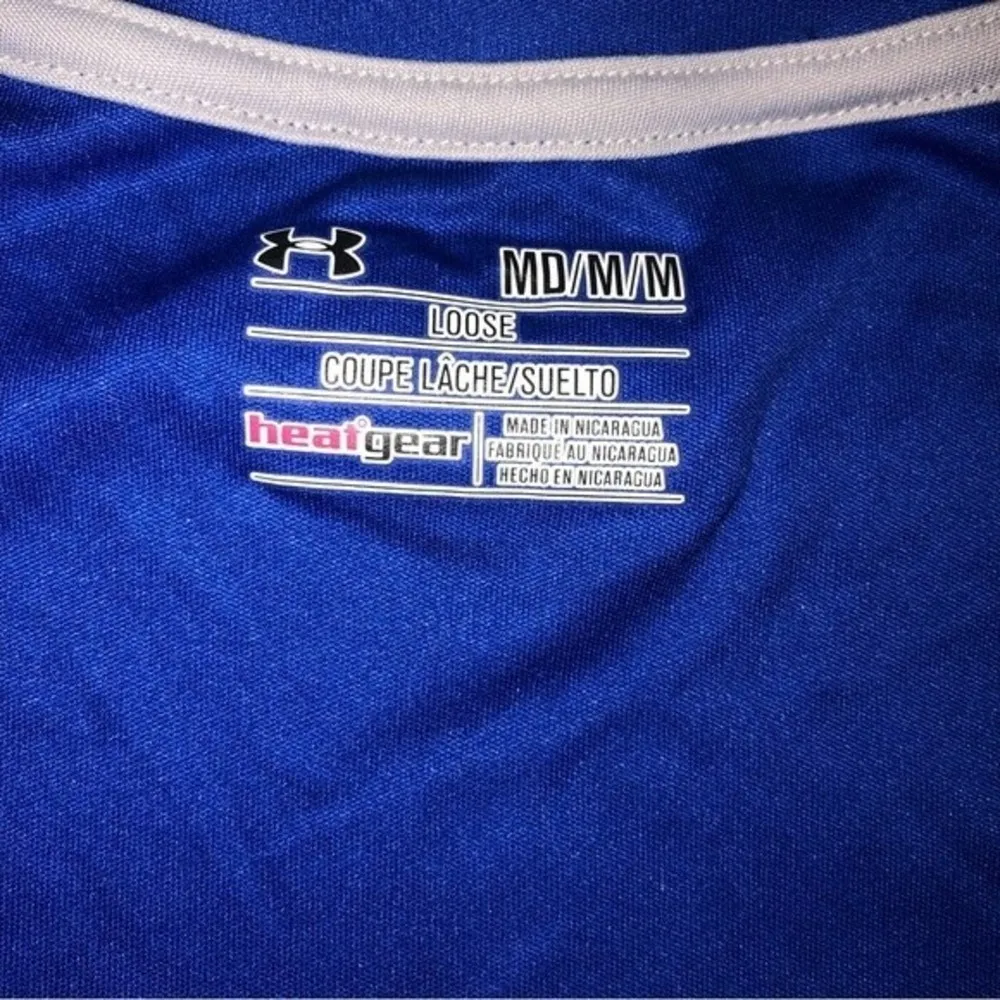 MD/M/M
LOOSE
COUPE LÂCHE/SUELTO
heatgear
MADE IN NICARAGUA
FABRIQUÉ AU NICARAGUA
HECHO EN NICARAGUA